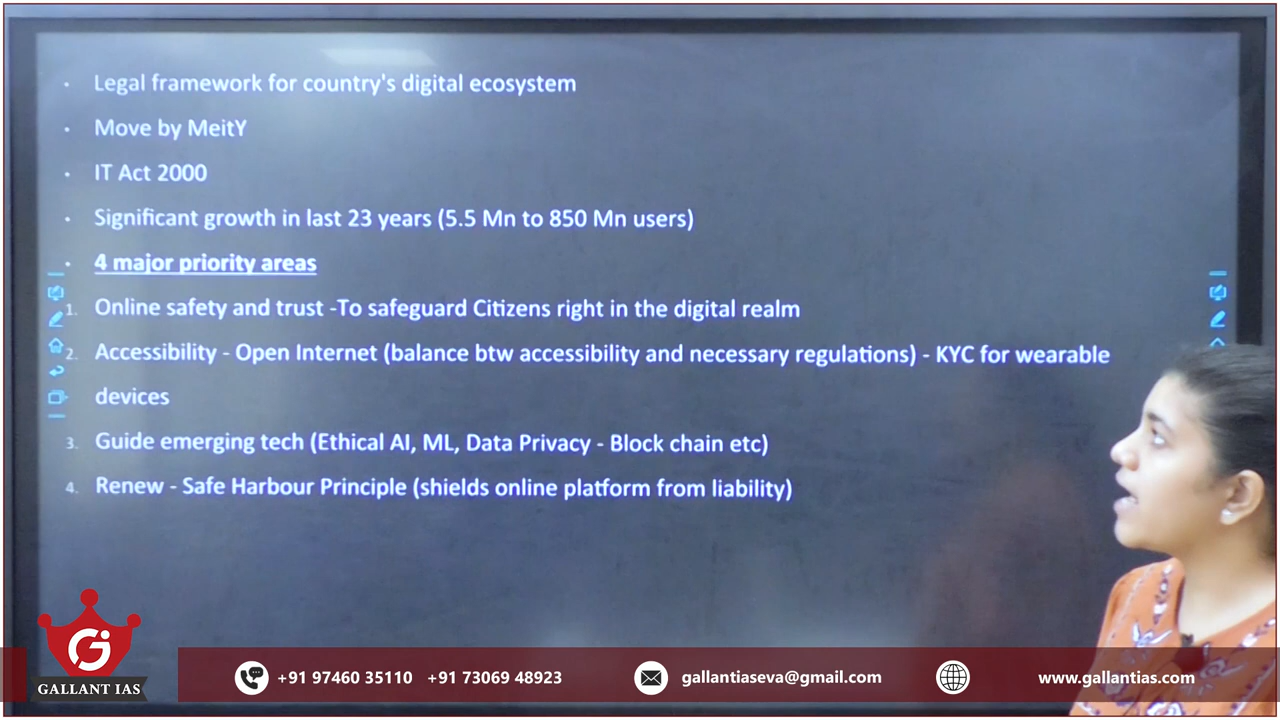 Legal framework for country's digital ecosystem
Move by MeitY
IT Act 2000
Significant growth in last 23 years (5.5 Mn to 850 Mn users)
4 major priority areas
1. Online safety and trust -To safeguard Citizens right in the digital realm
2. Accessibility - Open Internet (balance btw accessibility and necessary regulations) - KYC for wearable
devices
3. Guide emerging tech (Ethical AI, ML, Data Privacy - Block chain etc)
4. Renew - Safe Harbour Principle (shields online platform from liability)
G
GALLANT IAS
+91 97460 35110 +91 73069 48923
gallantiaseva@gmail.com
www.gallantias.com